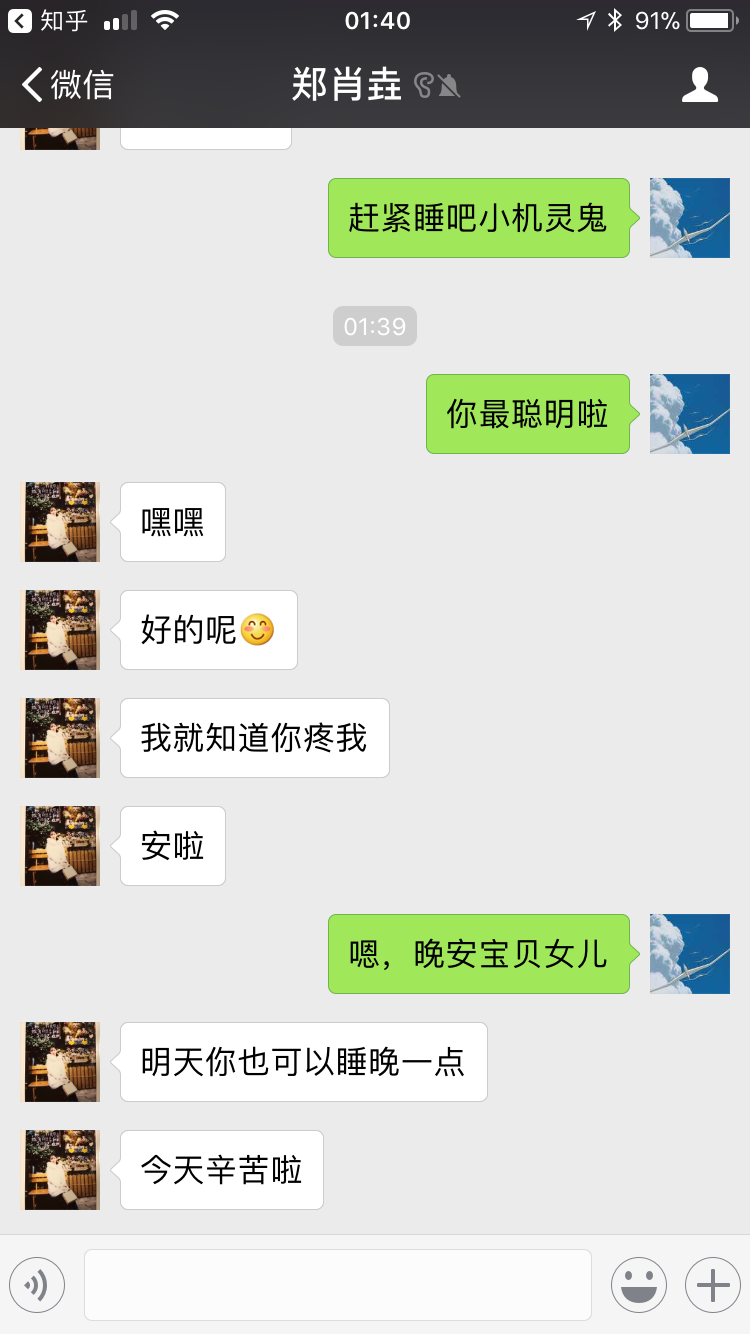 知乎
01:40
91%
微信
郑肖垚
赶紧睡吧小机灵鬼
01:39
你最聪明啦
嘿嘿
好的呢😊
我就知道你疼我
安啦
嗯，晚安宝贝女儿
明天你也可以睡晚一点
今天辛苦啦